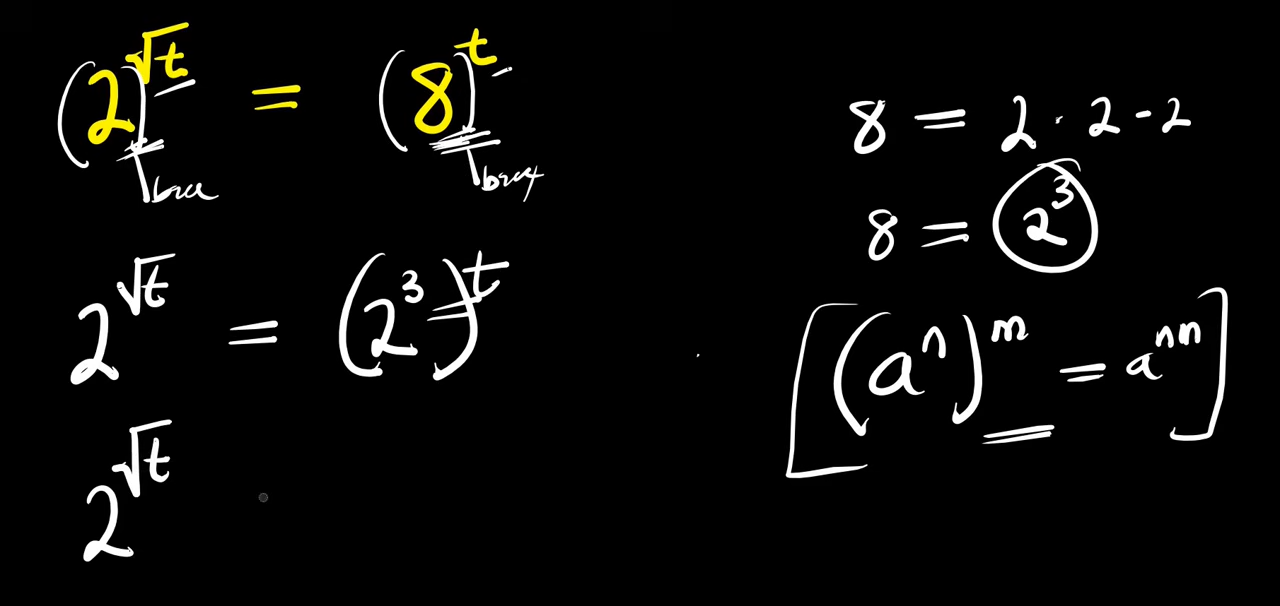 (2)^√t = (8)^t
base base
2^√t = (2^3)^t
2^√t
8 = 2 · 2 - 2
8 = 2^3
[(a^n)^m = a^nm]